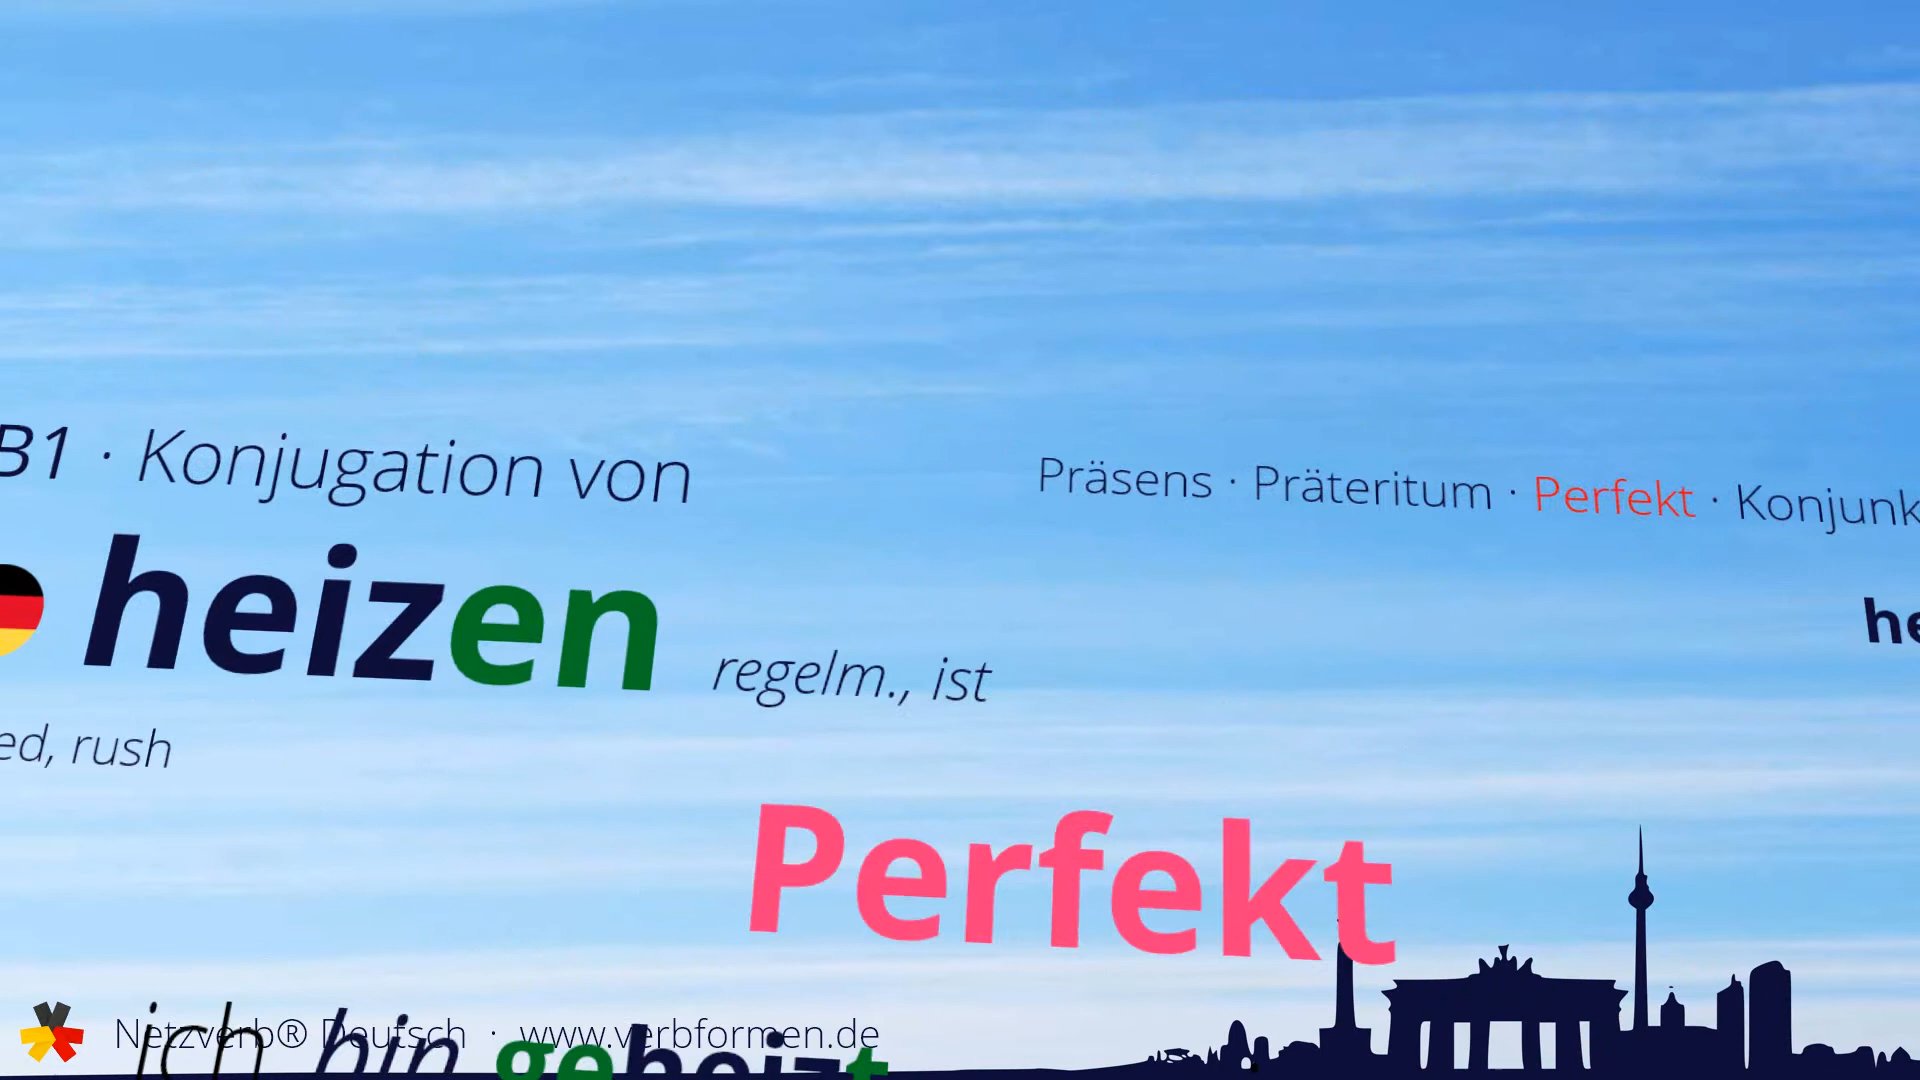 B1 · Konjugation von
heizen regelm., ist
ed, rush
Präsens · Präteritum · Perfekt · Konjunk
he
Perfekt
ich bin geheizt
Netzverb® Deutsch · www.verbformen.de